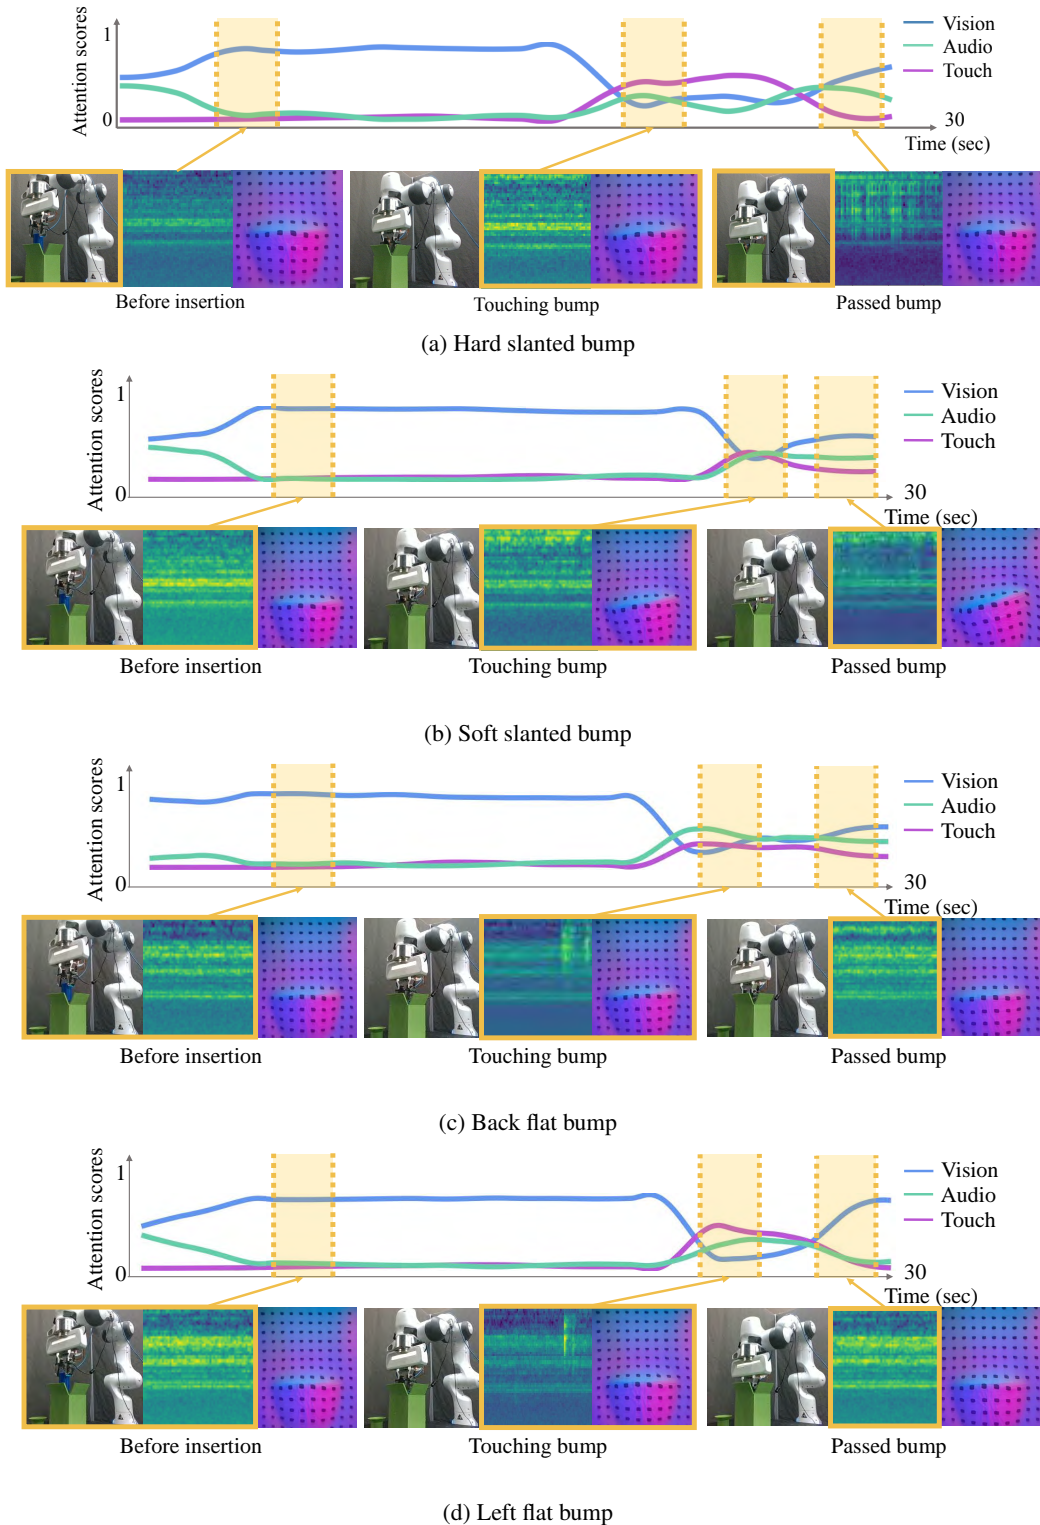 Attention scores
1
0
Vision
Audio
Touch
30
Time (sec)
Before insertion
Touching bump
Passed bump
(a) Hard slanted bump
Attention scores
1
0
Vision
Audio
Touch
30
Time (sec)
Before insertion
Touching bump
Passed bump
(b) Soft slanted bump
Attention scores
1
0
Vision
Audio
Touch
30
Time (sec)
Before insertion
Touching bump
Passed bump
(c) Back flat bump
Attention scores
1
0
Vision
Audio
Touch
30
Time (sec)
Before insertion
Touching bump
Passed bump
(d) Left flat bump